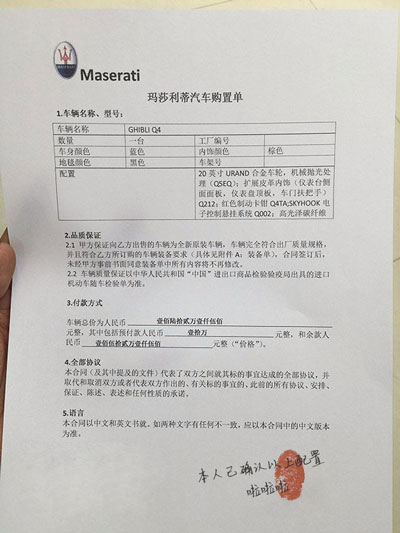 Maserati
玛莎利蒂汽车购置单
1.车辆名称、型号：
车辆名称 GHIBLI Q4
数量 一台 工厂编号
车身颜色 蓝色 内饰颜色 棕色
地毯颜色 黑色 车架号
配置 20 英寸 URAND 合金车轮，机械抛光处
理（Q5EQ）；扩展皮革内饰（仪表台侧
面面板，仪表盘顶板，车门扶把手）
Q212；红色制动卡钳 Q4TA;SKYHOOK 电
子控制悬挂系统 Q002；高光泽碳纤维
2.品质保证
2.1 甲方保证向乙方出售的车辆为全新原装车辆，车辆完全符合出厂质量规格，
并且符合乙方所订购的车辆装备要求（具体见附件 A：装备单）。合同签订后，
未经甲方事前书面同意装备单中所有内容将不再修改。
2.2 车辆质量保证以中华人民共和国"中国"进出口商品检验检疫局出具的进口
机动车随车检验单为准。
3.付款方式
车辆总价为人民币 壹佰陆拾贰万壹仟伍佰
元整，其中包括预付款人民币 壹拾万 元整，和余款人
民币 壹佰伍拾贰万壹仟伍佰 元整（"价格"）。
4.全部协议
本合同（及其中提及的文件）代表了双方之间就其标的事宜达成的全部协议，并
取代和取消双方或者代表双方作出的、有关标的事宜的、此前的所有协议、安排、
保证、陈述、表述和任何性质的承诺。
5.语言
本合同以中文和英文书就。如两种文字有任何不一致，应以本合同中的中文版本
为准。
本人已确认以上配置
啦啦啦